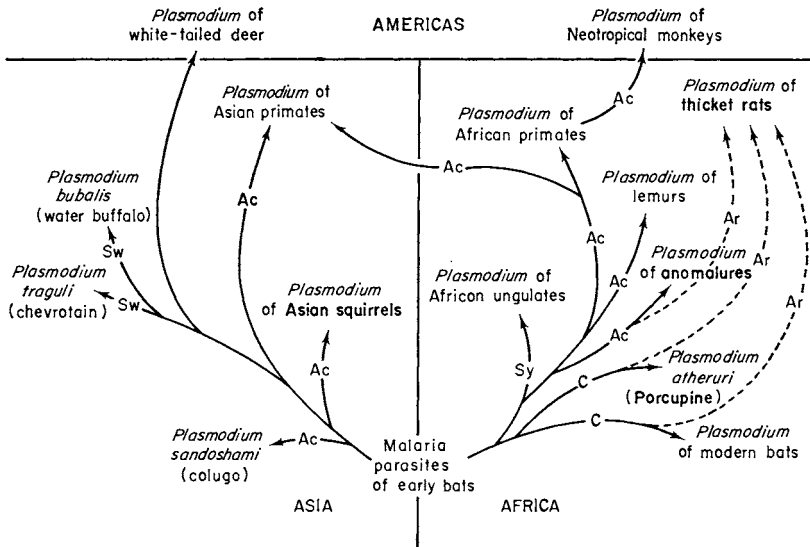 Plasmodium of
white-tailed deer
AMERICAS
Plasmodium of
Neotropical monkeys
Plasmodium of
Asian primates
Plasmodium of
African primates
Ac
Plasmodium of
thicket rats
Ac
Plasmodium
bubalis
(water buffalo)
Sw
Plasmodium
traguli
(chevrotain)
Sw
Ac
Plasmodium
of Asian squirrels
Ac
Plasmodium
sandoshami
(colugo)
Ac
Plasmodium of
lemurs
Ac
Ac
Plasmodium of
African ungulates
Sy
Plasmodium
of anomalures
Ac
Ar
Ar
Ar
Plasmodium
atheruri
(Porcupine)
C
Plasmodium
of modern bats
C
Malaria
parasites
of early bats
ASIA
AFRICA